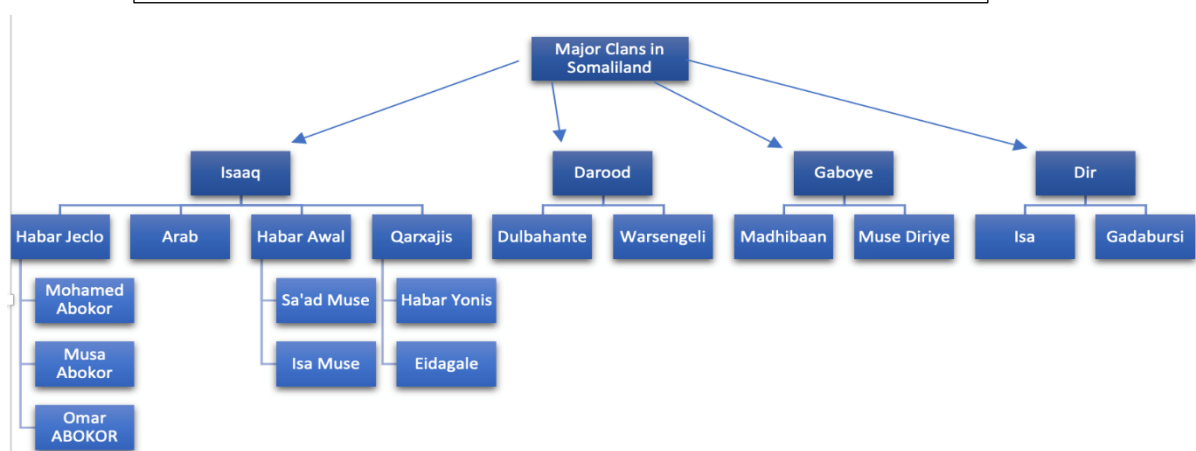 Major Clans in
Somaliland
Isaaq
Darood
Gaboye
Dir
Habar Jeclo
Arab
Habar Awal
Qarxajis
Dulbahante
Warsengeli
Madhibaan
Muse Diriye
Isa
Gadabursi
Mohamed
Abokor
Sa'ad Muse
Habar Yonis
Musa
Abokor
Isa Muse
Eidagale
Omar
ABOKOR